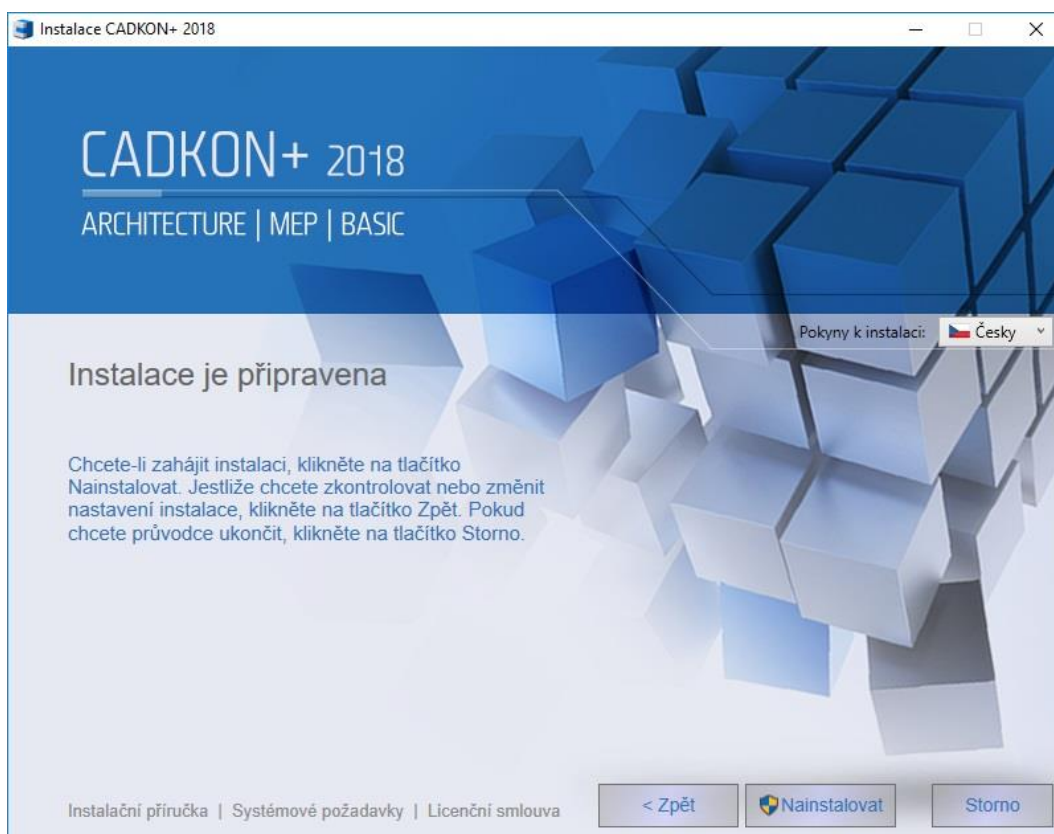 Instalace CADKON+ 2018
CADKON+ 2018
ARCHITECTURE | MEP | BASIC
Pokyny k instalaci: Česky
Instalace je připravena
Chcete-li zahájit instalaci, klikněte na tlačítko
Nainstalovat. Jestliže chcete zkontrolovat nebo změnit
nastavení instalace, klikněte na tlačítko Zpět. Pokud
chcete průvodce ukončit, klikněte na tlačítko Storno.
Instalační příručka | Systémové požadavky | Licenční smlouva
< Zpět Nainstalovat Storno